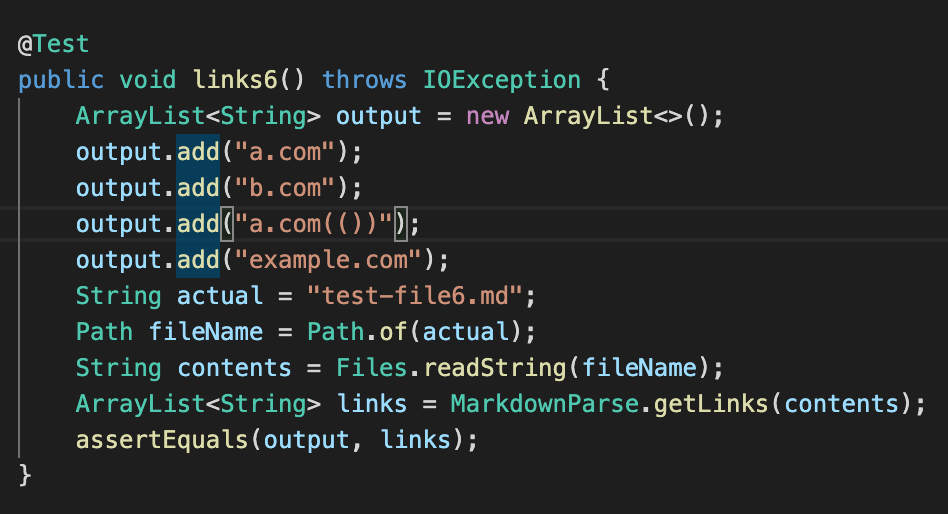 @Test
public void links6() throws IOException {
    ArrayList<String> output = new ArrayList<>();
    output.add("a.com");
    output.add("b.com");
    output.add("a.com(())");
    output.add("example.com");
    String actual = "test-file6.md";
    Path fileName = Path.of(actual);
    String contents = Files.readString(fileName);
    ArrayList<String> links = MarkdownParse.getLinks(contents);
    assertEquals(output, links);
}